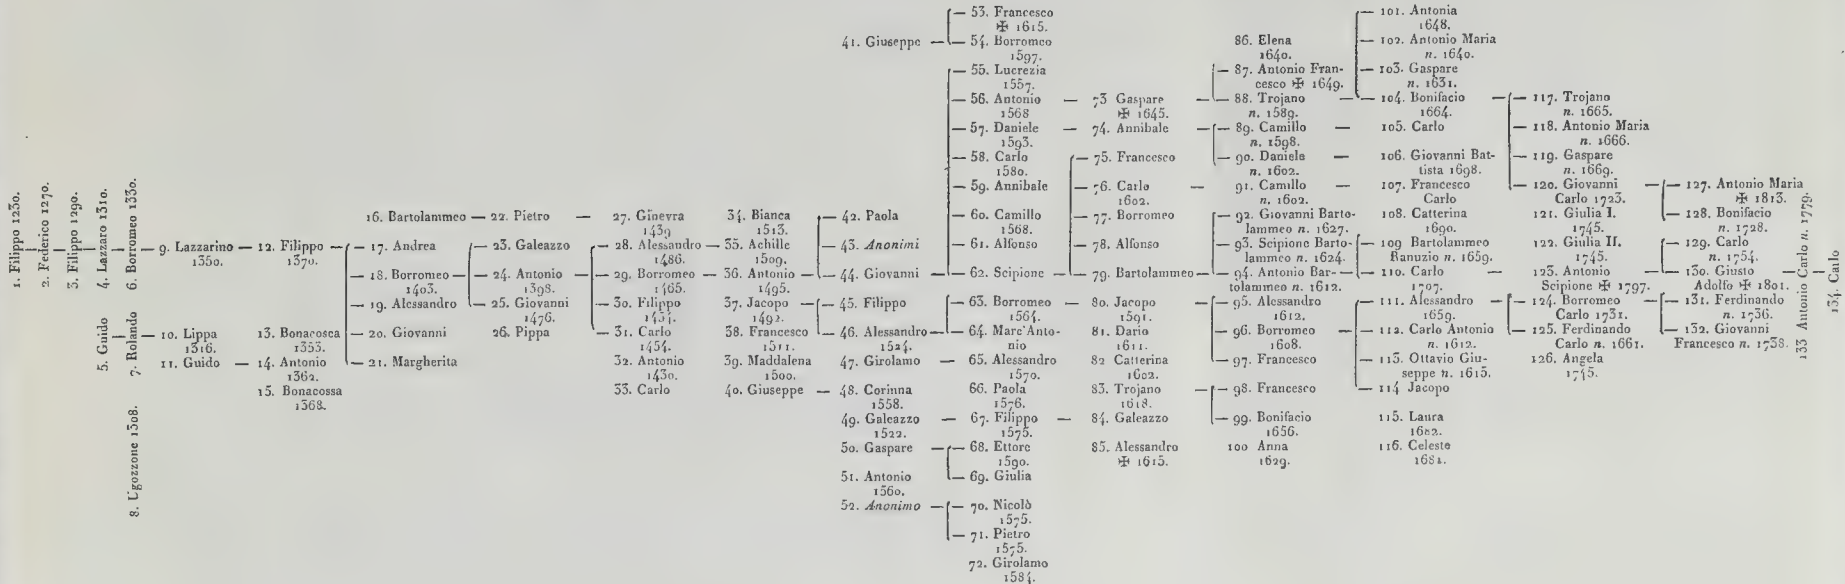 1. Filippo 1230.
2. Federico 1270.
3. Filippo 1290.
4. Lazzaro 1310.
5. Guido
6. Borromeo 1330.
7. Rolando
8. Ugozzone 1308.
9. Lazzarino
1350.
10. Lippa
1316.
11. Guido
12. Filippo
1370.
13. Bonacosca
1353.
14. Antonio
1362.
15. Bonacossa
1368.
16. Bartolammeo
17. Andrea
18. Borromeo
1403.
19. Alessandro
20. Giovanni
21. Margherita
22. Pietro
23. Galeazzo
24. Antonio
1398.
25. Giovanni
1476.
26. Pippa
27. Ginevra
1439
28. Alessandro
1486.
29. Borromeo
1465.
30. Filippo
31. Carlo
1454.
32. Antonio
1430.
33. Carlo
34. Bianca
1513.
35. Achille
1509.
36. Antonio
1495.
37. Jacopo
1492.
38. Francesco
1511.
39. Maddalena
1500.
40. Giuseppe
41. Giuseppe
42. Paola
43. Anonimi
44. Giovanni
45. Filippo
46. Alessandro
1524.
47. Girolamo
48. Corinna
1558.
49. Galeazzo
1522.
50. Gaspare
51. Antonio
1560.
52. Anonimo
53. Francesco
✠ 1615.
54. Borromeo
1597.
55. Lucrezia
1557.
56. Antonio
1568
57. Daniele
1593.
58. Carlo
1580.
59. Annibale
60. Camillo
1568.
61. Alfonso
62. Scipione
63. Borromeo
1564.
64. Marc'Anto-
nio
65. Alessandro
1570.
66. Paola
1576.
67. Filippo
1575.
68. Ettore
1590.
69. Giulia
70. Nicolò
1575.
71. Pietro
1575.
72. Girolamo
1584.
73 Gaspare
✠ 1645.
74. Annibale
75. Francesco
76. Carlo
1602.
77. Borromeo
78. Alfonso
79. Bartolammeo
80. Jacopo
1591.
81. Dario
1611.
82 Catterina
1602.
83. Trojano
1618.
84. Galeazzo
85. Alessandro
✠ 1615.
86. Elena
1640.
87. Antonio Fran-
cesco ✠ 1649.
88. Trojano
n. 1589.
89. Camillo
n. 1598.
90. Daniele
n. 1602.
91. Camillo
n. 1602.
92. Giovanni Barto-
lammeo n. 1627.
93. Scipione Barto-
lammeo n. 1624.
94. Antonio Bar-
tolammeo n. 1612.
95. Alessandro
1612.
96. Borromeo
1608.
97. Francesco
98. Francesco
99. Bonifacio
1656.
100 Anna
1629.
101. Antonia
1648.
102. Antonio Maria
n. 1640.
103. Gaspare
n. 1631.
104. Bonifacio
1664.
105. Carlo
106. Giovanni Bat-
tista 1698.
107. Francesco
Carlo
108. Catterina
1690.
109 Bartolammeo
Ranuzio n. 1659.
110. Carlo
1707.
111. Alessandro
1659.
112. Carlo Antonio
n. 1612.
113. Ottavio Giu-
seppe n. 1615.
114 Jacopo
115. Laura
1682.
116. Celeste
1681.
117. Trojano
n. 1665.
118. Antonio Maria
n. 1666.
119. Gaspare
n. 1669.
120. Giovanni
Carlo 1723.
121. Giulia I.
1745.
122. Giulia II.
1745.
123. Antonio
Scipione ✠ 1797.
124. Borromeo
Carlo 1731.
125. Ferdinando
Carlo n. 1661.
126. Angela
1745.
127. Antonio Maria
✠ 1813.
128. Bonifacio
n. 1728.
129. Carlo
n. 1754.
130. Giusto
Adolfo ✠ 1801.
131. Ferdinando
n. 1736.
132. Giovanni
Francesco n. 1738.
133 Antonio Carlo n. 1779.
134. Carlo